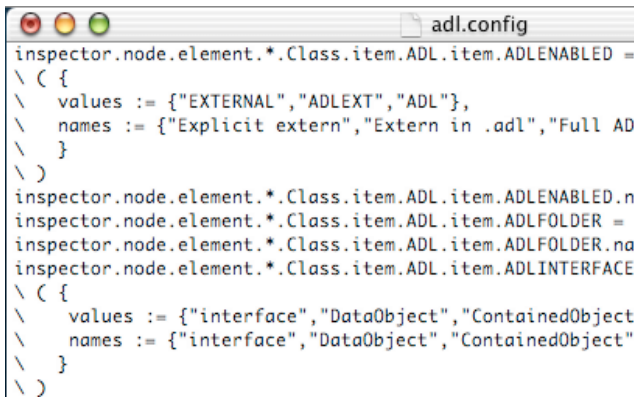 adl.config
inspector.node.element.*.Class.item.ADL.item.ADLENABLED =
\ ( {
\ values := {"EXTERNAL","ADLEXT","ADL"},
\ names := {"Explicit extern","Extern in .adl","Full AD
\ }
\ )
inspector.node.element.*.Class.item.ADL.item.ADLENABLED.n
inspector.node.element.*.Class.item.ADL.item.ADLFOLDER =
inspector.node.element.*.Class.item.ADL.item.ADLFOLDER.na
inspector.node.element.*.Class.item.ADL.item.ADLINTERFACE
\ ( {
\ values := {"interface","DataObject","ContainedObject
\ names := {"interface","DataObject","ContainedObject"
\ }
\ )